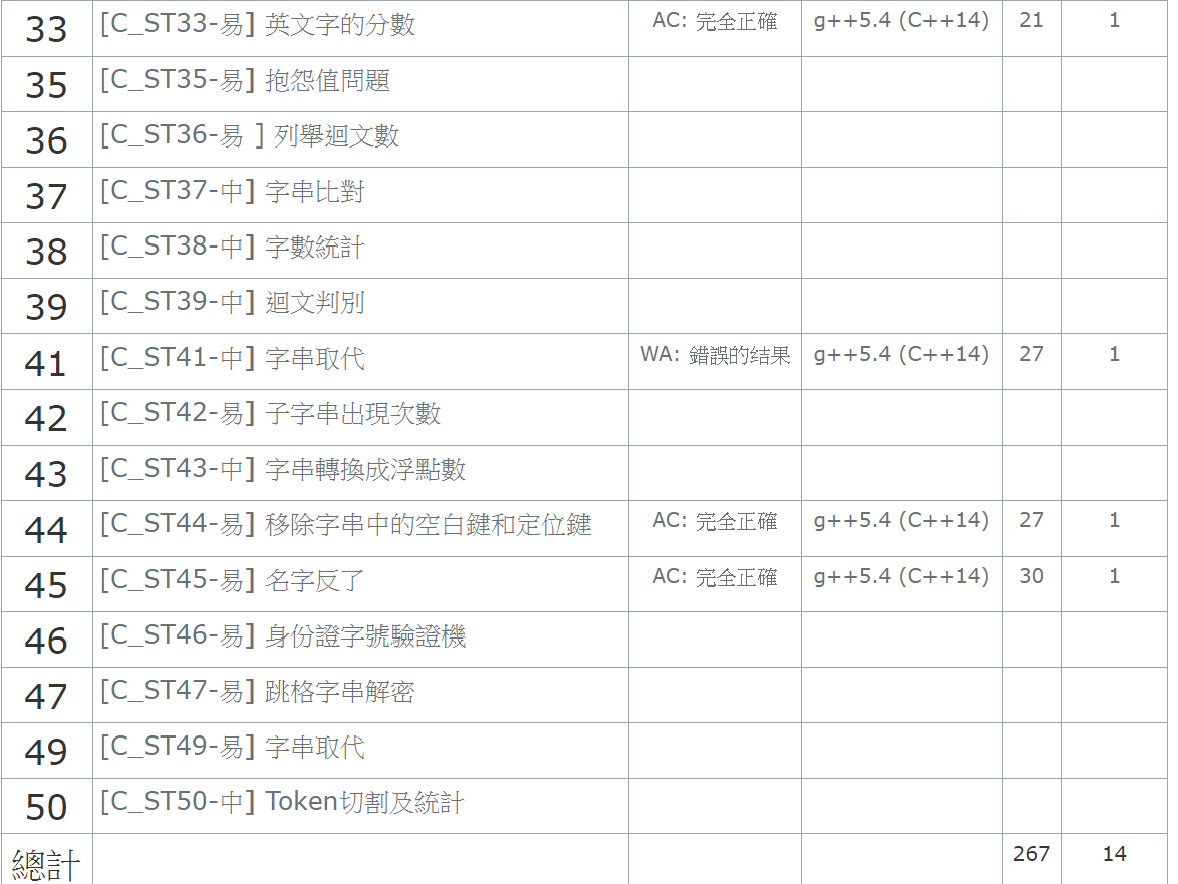 33 [C_ST33-易] 英文字的分數 AC: 完全正確 g++5.4 (C++14) 21 1
35 [C_ST35-易] 抱怨值問題
36 [C_ST36-易 ] 列舉迴文數
37 [C_ST37-中] 字串比對
38 [C_ST38-中] 字數統計
39 [C_ST39-中] 迴文判別
41 [C_ST41-中] 字串取代 WA: 錯誤的结果 g++5.4 (C++14) 27 1
42 [C_ST42-易] 子字串出現次數
43 [C_ST43-中] 字串轉換成浮點數
44 [C_ST44-易] 移除字串中的空白鍵和定位鍵 AC: 完全正確 g++5.4 (C++14) 27 1
45 [C_ST45-易] 名字反了 AC: 完全正確 g++5.4 (C++14) 30 1
46 [C_ST46-易] 身份證字號驗證機
47 [C_ST47-易] 跳格字串解密
49 [C_ST49-易] 字串取代
50 [C_ST50-中] Token切割及統計
總計 267 14